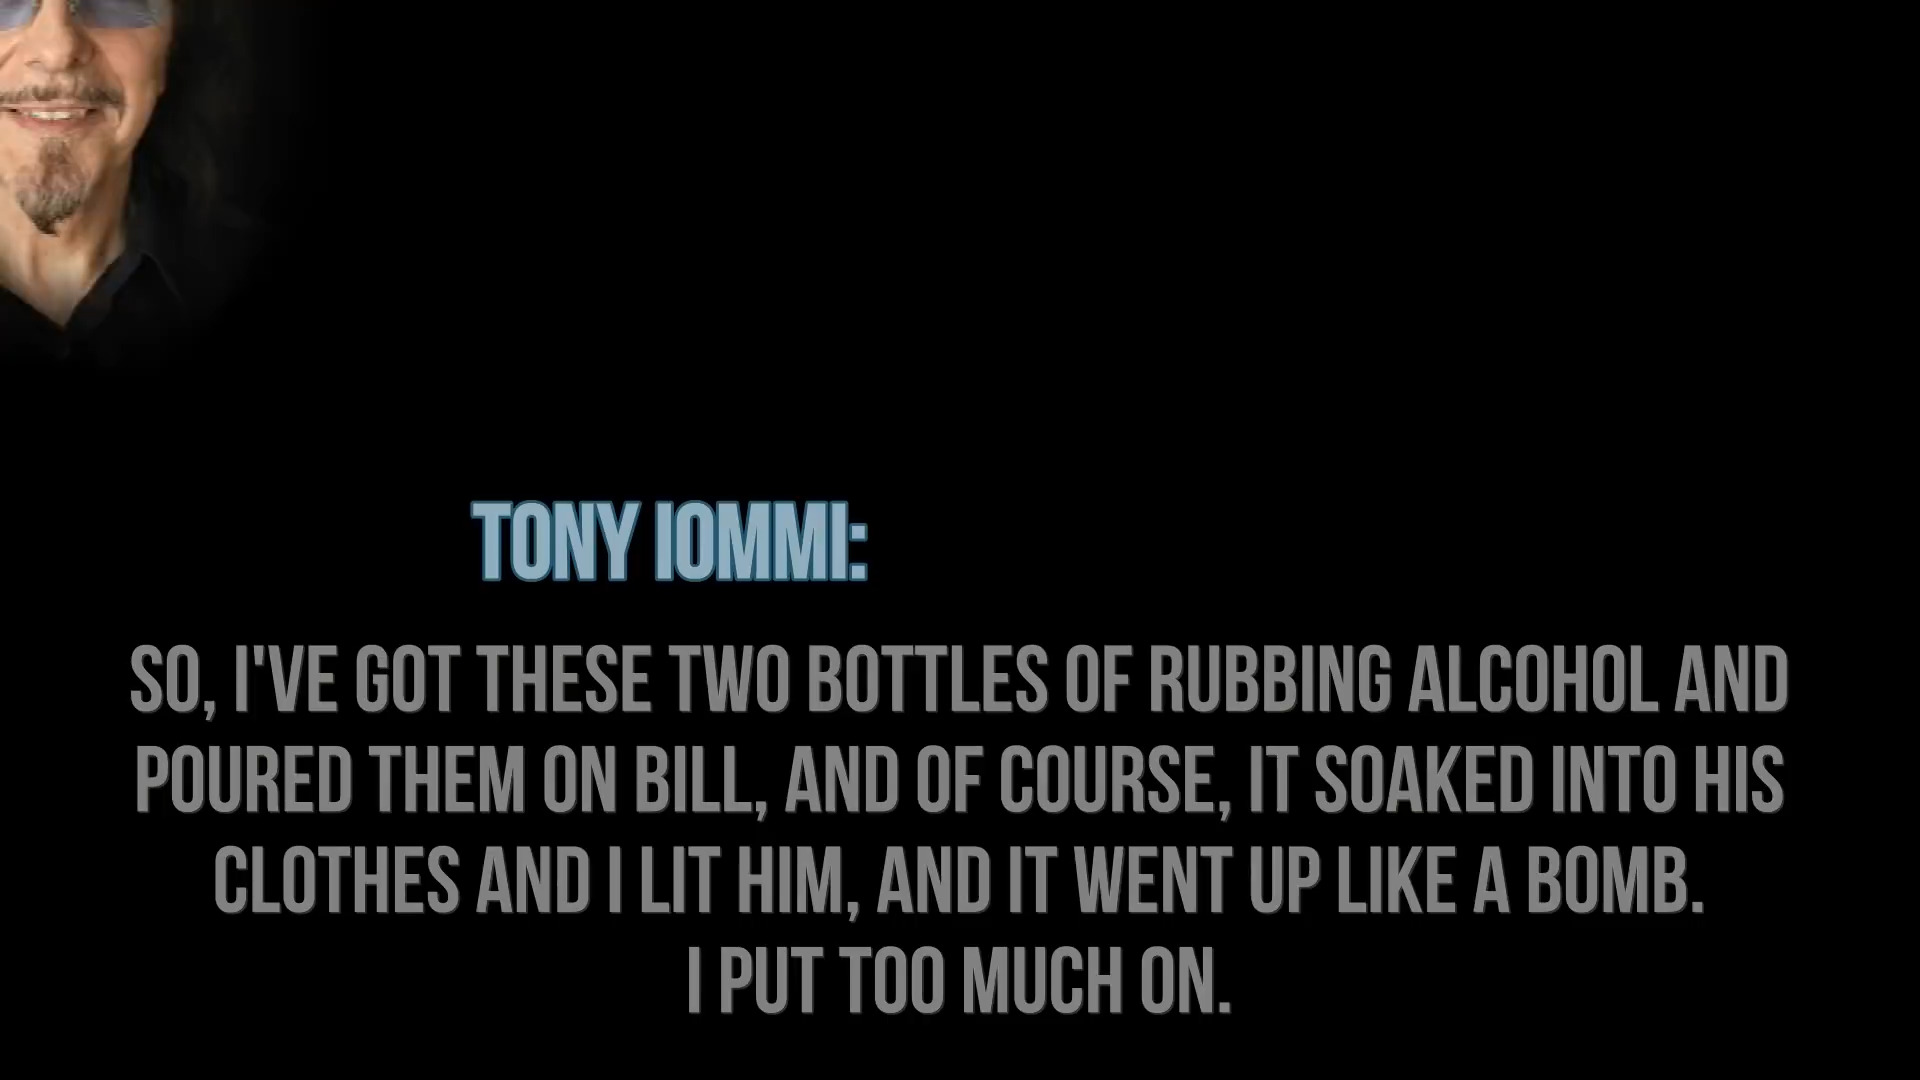 TONY IOMMI:
SO, I'VE GOT THESE TWO BOTTLES OF RUBBING ALCOHOL AND
POURED THEM ON BILL, AND OF COURSE, IT SOAKED INTO HIS
CLOTHES AND I LIT HIM, AND IT WENT UP LIKE A BOMB.
I PUT TOO MUCH ON.